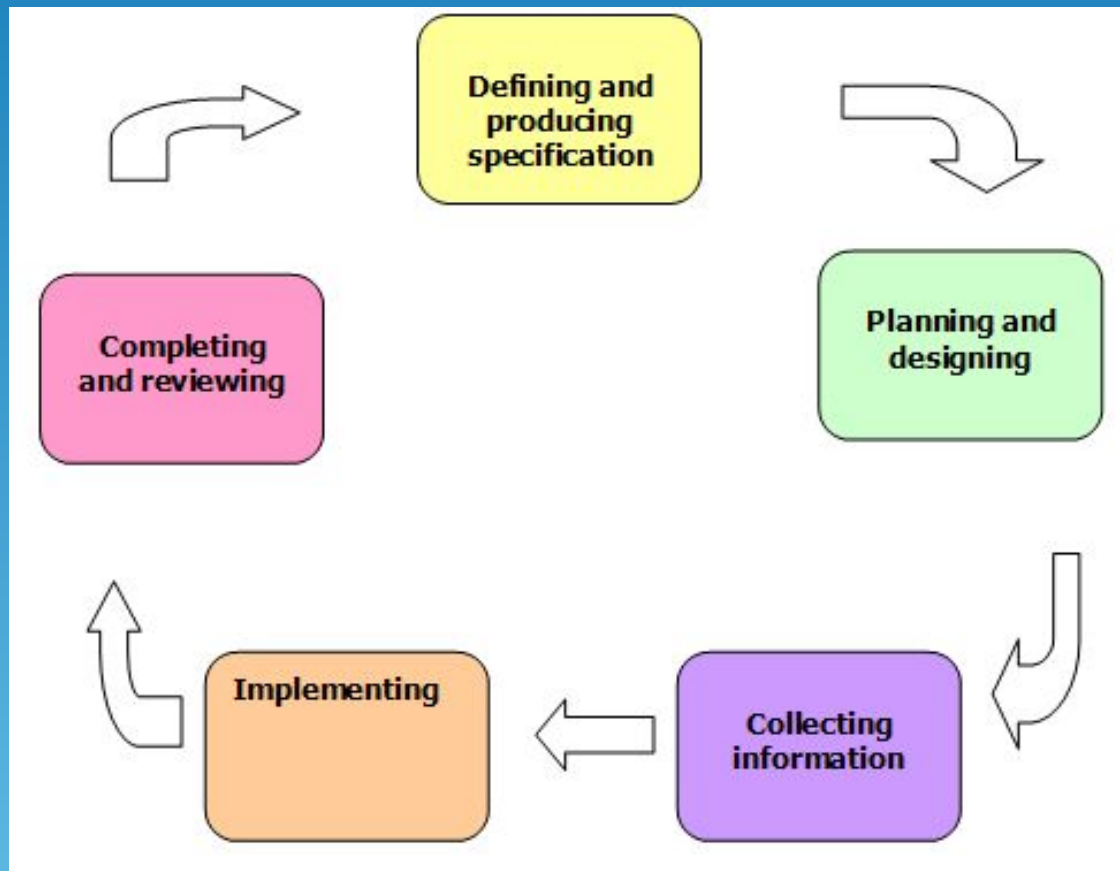 Defining and
producing
specification
Planning and
designing
Collecting
information
Implementing
Completing
and reviewing